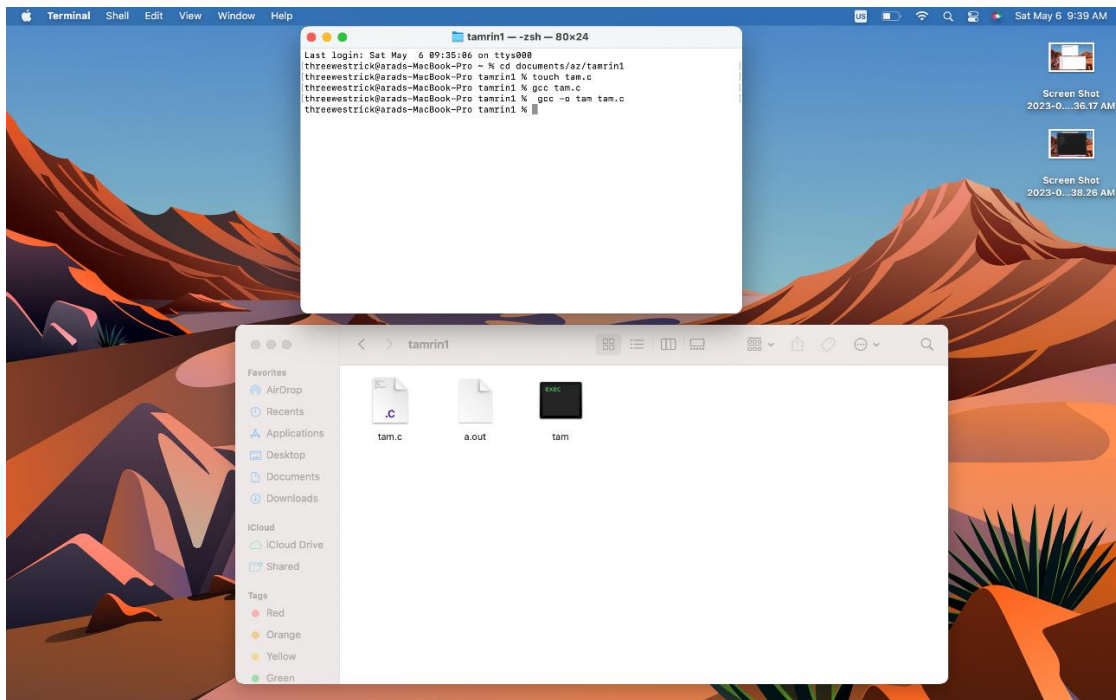 Terminal Shell Edit View Window Help
US Sat May 6 9:39 AM
tamrin1 — -zsh — 80×24
Last login: Sat May  6 09:35:06 on ttys000
[threewestrick@arads-MacBook-Pro ~ % cd documents/az/tamrin1 ]
[threewestrick@arads-MacBook-Pro tamrin1 % touch tam.c ]
[threewestrick@arads-MacBook-Pro tamrin1 % gcc tam.c ]
[threewestrick@arads-MacBook-Pro tamrin1 %  gcc -o tam tam.c ]
threewestrick@arads-MacBook-Pro tamrin1 %
Screen Shot
2023-0....36.17 AM
Screen Shot
2023-0...38.26 AM
tamrin1
Favorites
AirDrop
Recents
Applications
Desktop
Documents
Downloads
iCloud
iCloud Drive
Shared
Tags
Red
Orange
Yellow
Green
.C
exec
tam.c
a.out
tam